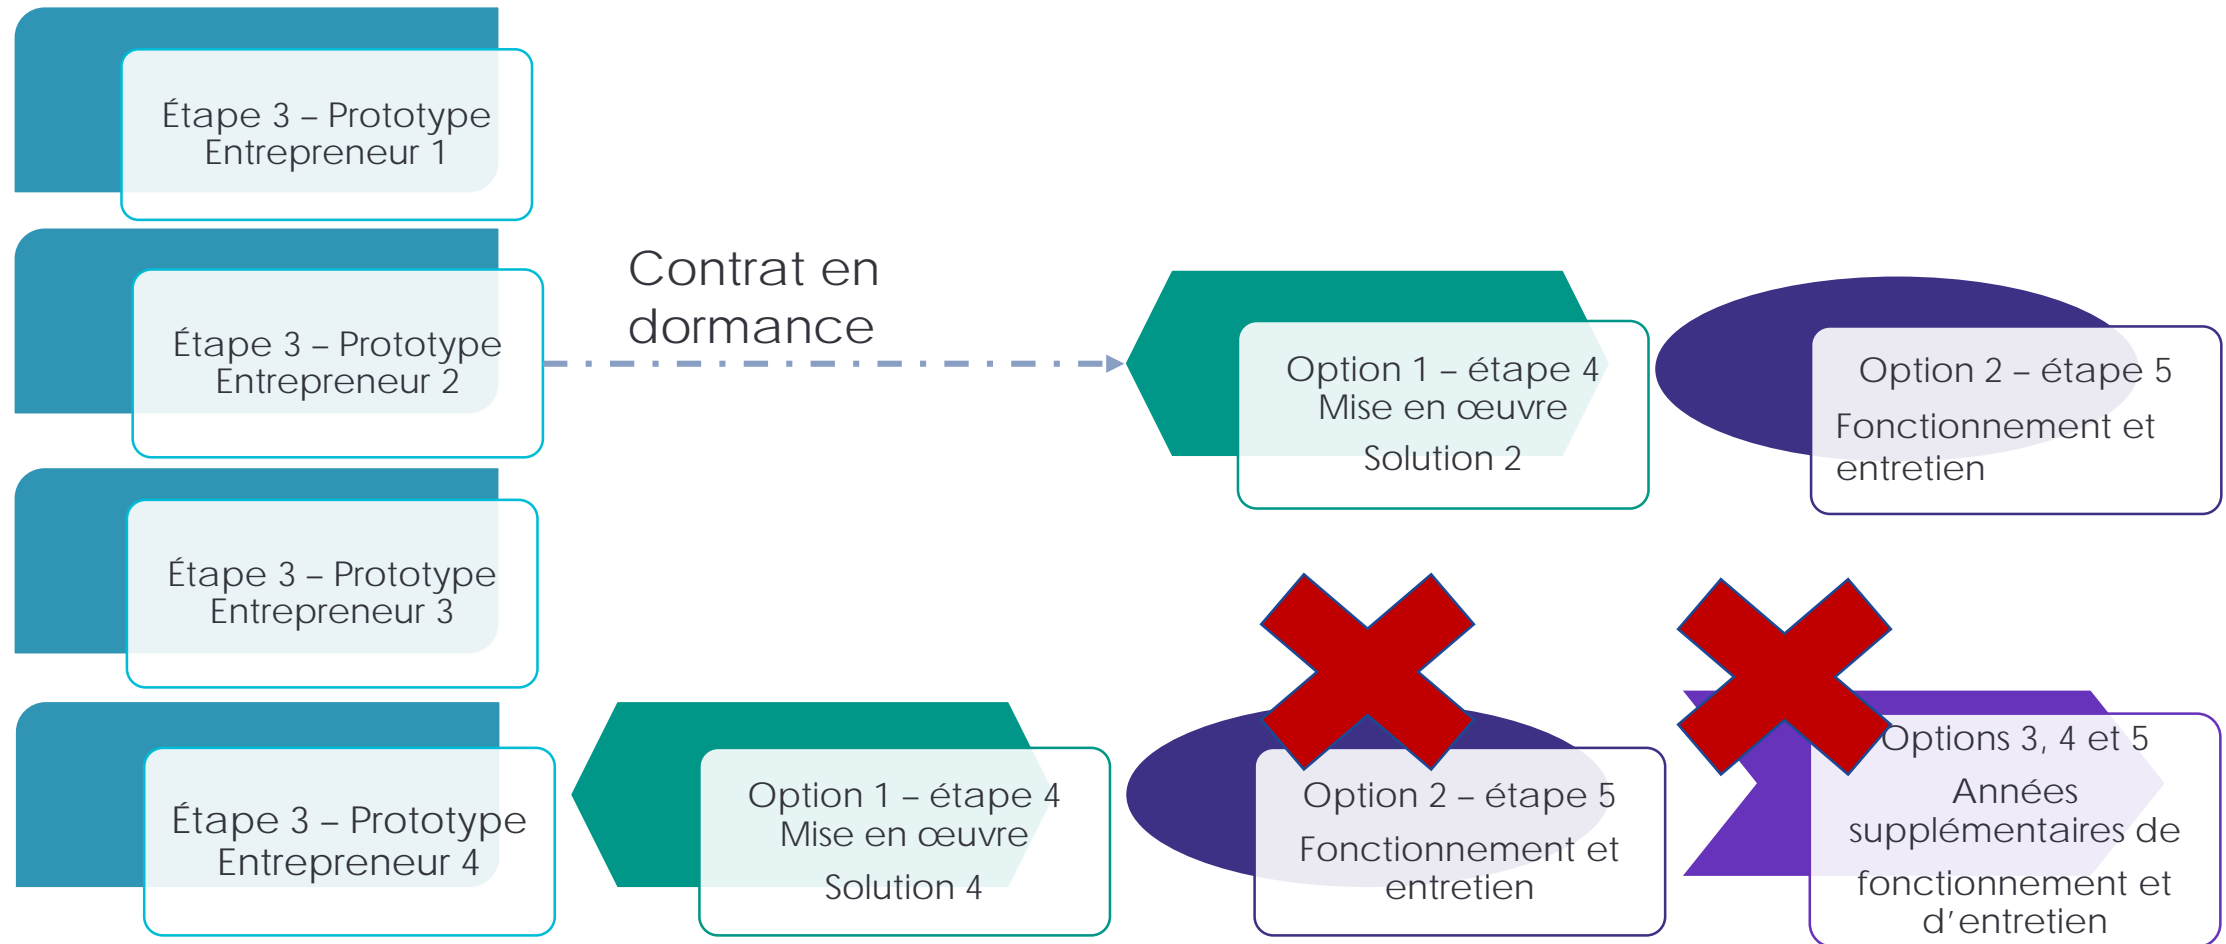 Étape 3 – Prototype
Entrepreneur 1
Contrat en
dormance
Étape 3 – Prototype
Entrepreneur 2
Option 1 – étape 4
Mise en œuvre
Solution 2
Option 2 – étape 5
Fonctionnement et
entretien
Étape 3 – Prototype
Entrepreneur 3
Étape 3 – Prototype
Entrepreneur 4
Option 1 – étape 4
Mise en œuvre
Solution 4
Option 2 – étape 5
Fonctionnement et
entretien
Options 3, 4 et 5
Années
supplémentaires de
fonctionnement et
d’entretien